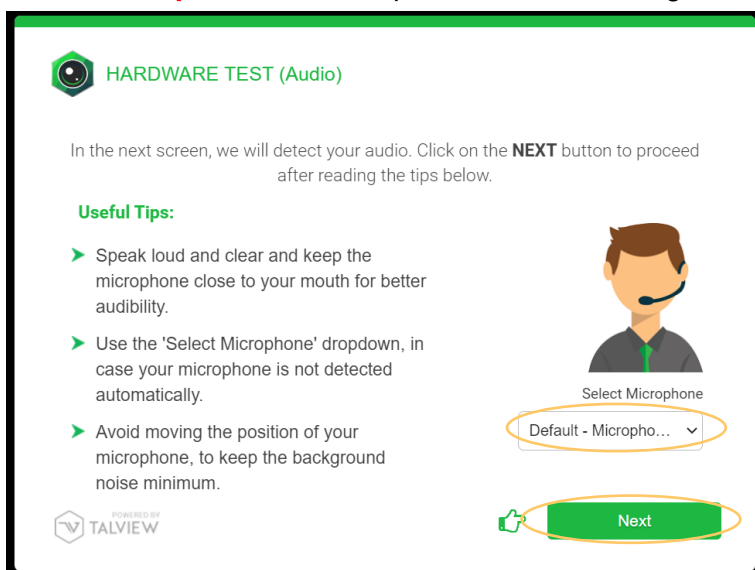 HARDWARE TEST (Audio)
In the next screen, we will detect your audio. Click on the NEXT button to proceed
after reading the tips below.
Useful Tips:
Speak loud and clear and keep the
microphone close to your mouth for better
audibility.
Use the 'Select Microphone' dropdown, in
case your microphone is not detected
automatically.
Avoid moving the position of your
microphone, to keep the background
noise minimum.
Select Microphone
Default - Micropho...
POWERED BY
TALVIEW
Next